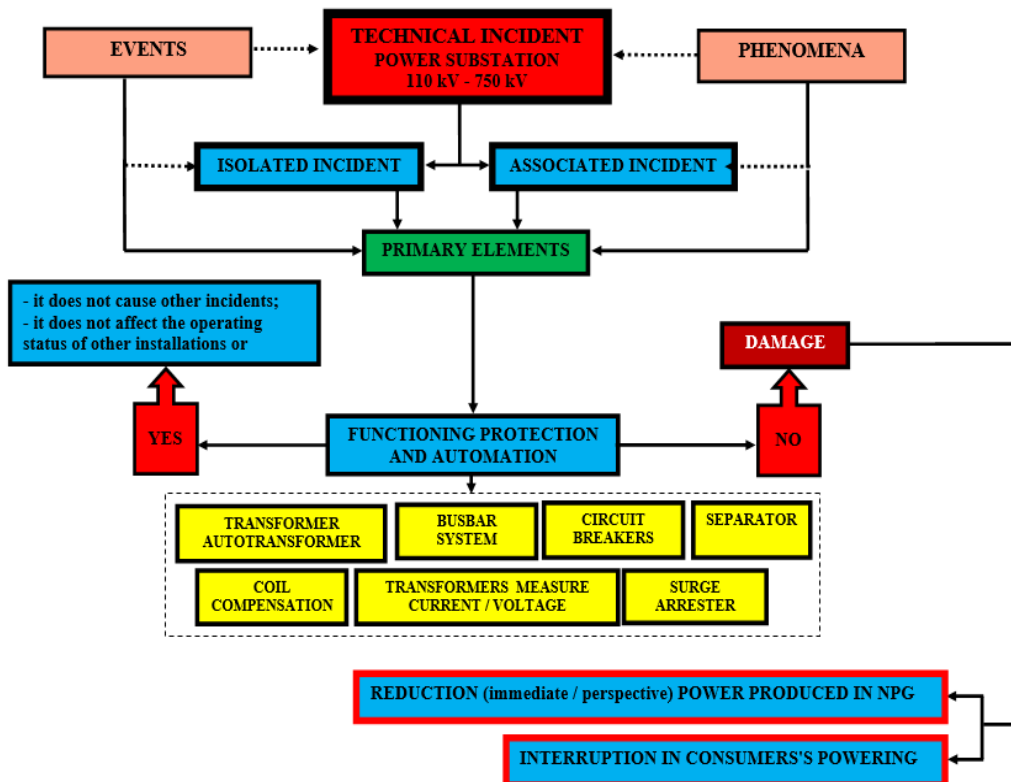 EVENTS
TECHNICAL INCIDENT
POWER SUBSTATION
110 kV - 750 kV
PHENOMENA
ISOLATED INCIDENT
ASSOCIATED INCIDENT
PRIMARY ELEMENTS
- it does not cause other incidents;
- it does not affect the operating
status of other installations or
DAMAGE
YES
FUNCTIONING PROTECTION
AND AUTOMATION
NO
TRANSFORMER
AUTOTRANSFORMER
BUSBAR
SYSTEM
CIRCUIT
BREAKERS
SEPARATOR
COIL
COMPENSATION
TRANSFORMERS MEASURE
CURRENT / VOLTAGE
SURGE
ARRESTER
REDUCTION (immediate / perspective) POWER PRODUCED IN NPG
INTERRUPTION IN CONSUMERS'S POWERING